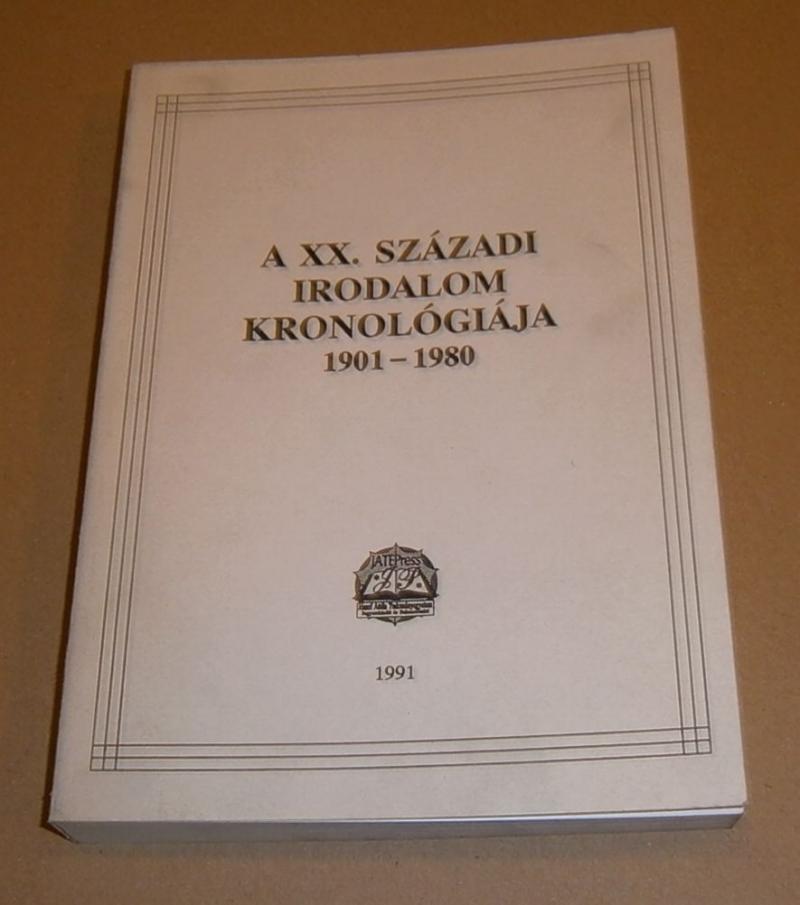 A XX. SZÁZADI
IRODALOM
KRONOLÓGIÁJA
1901 – 1980
JATEPress
1991